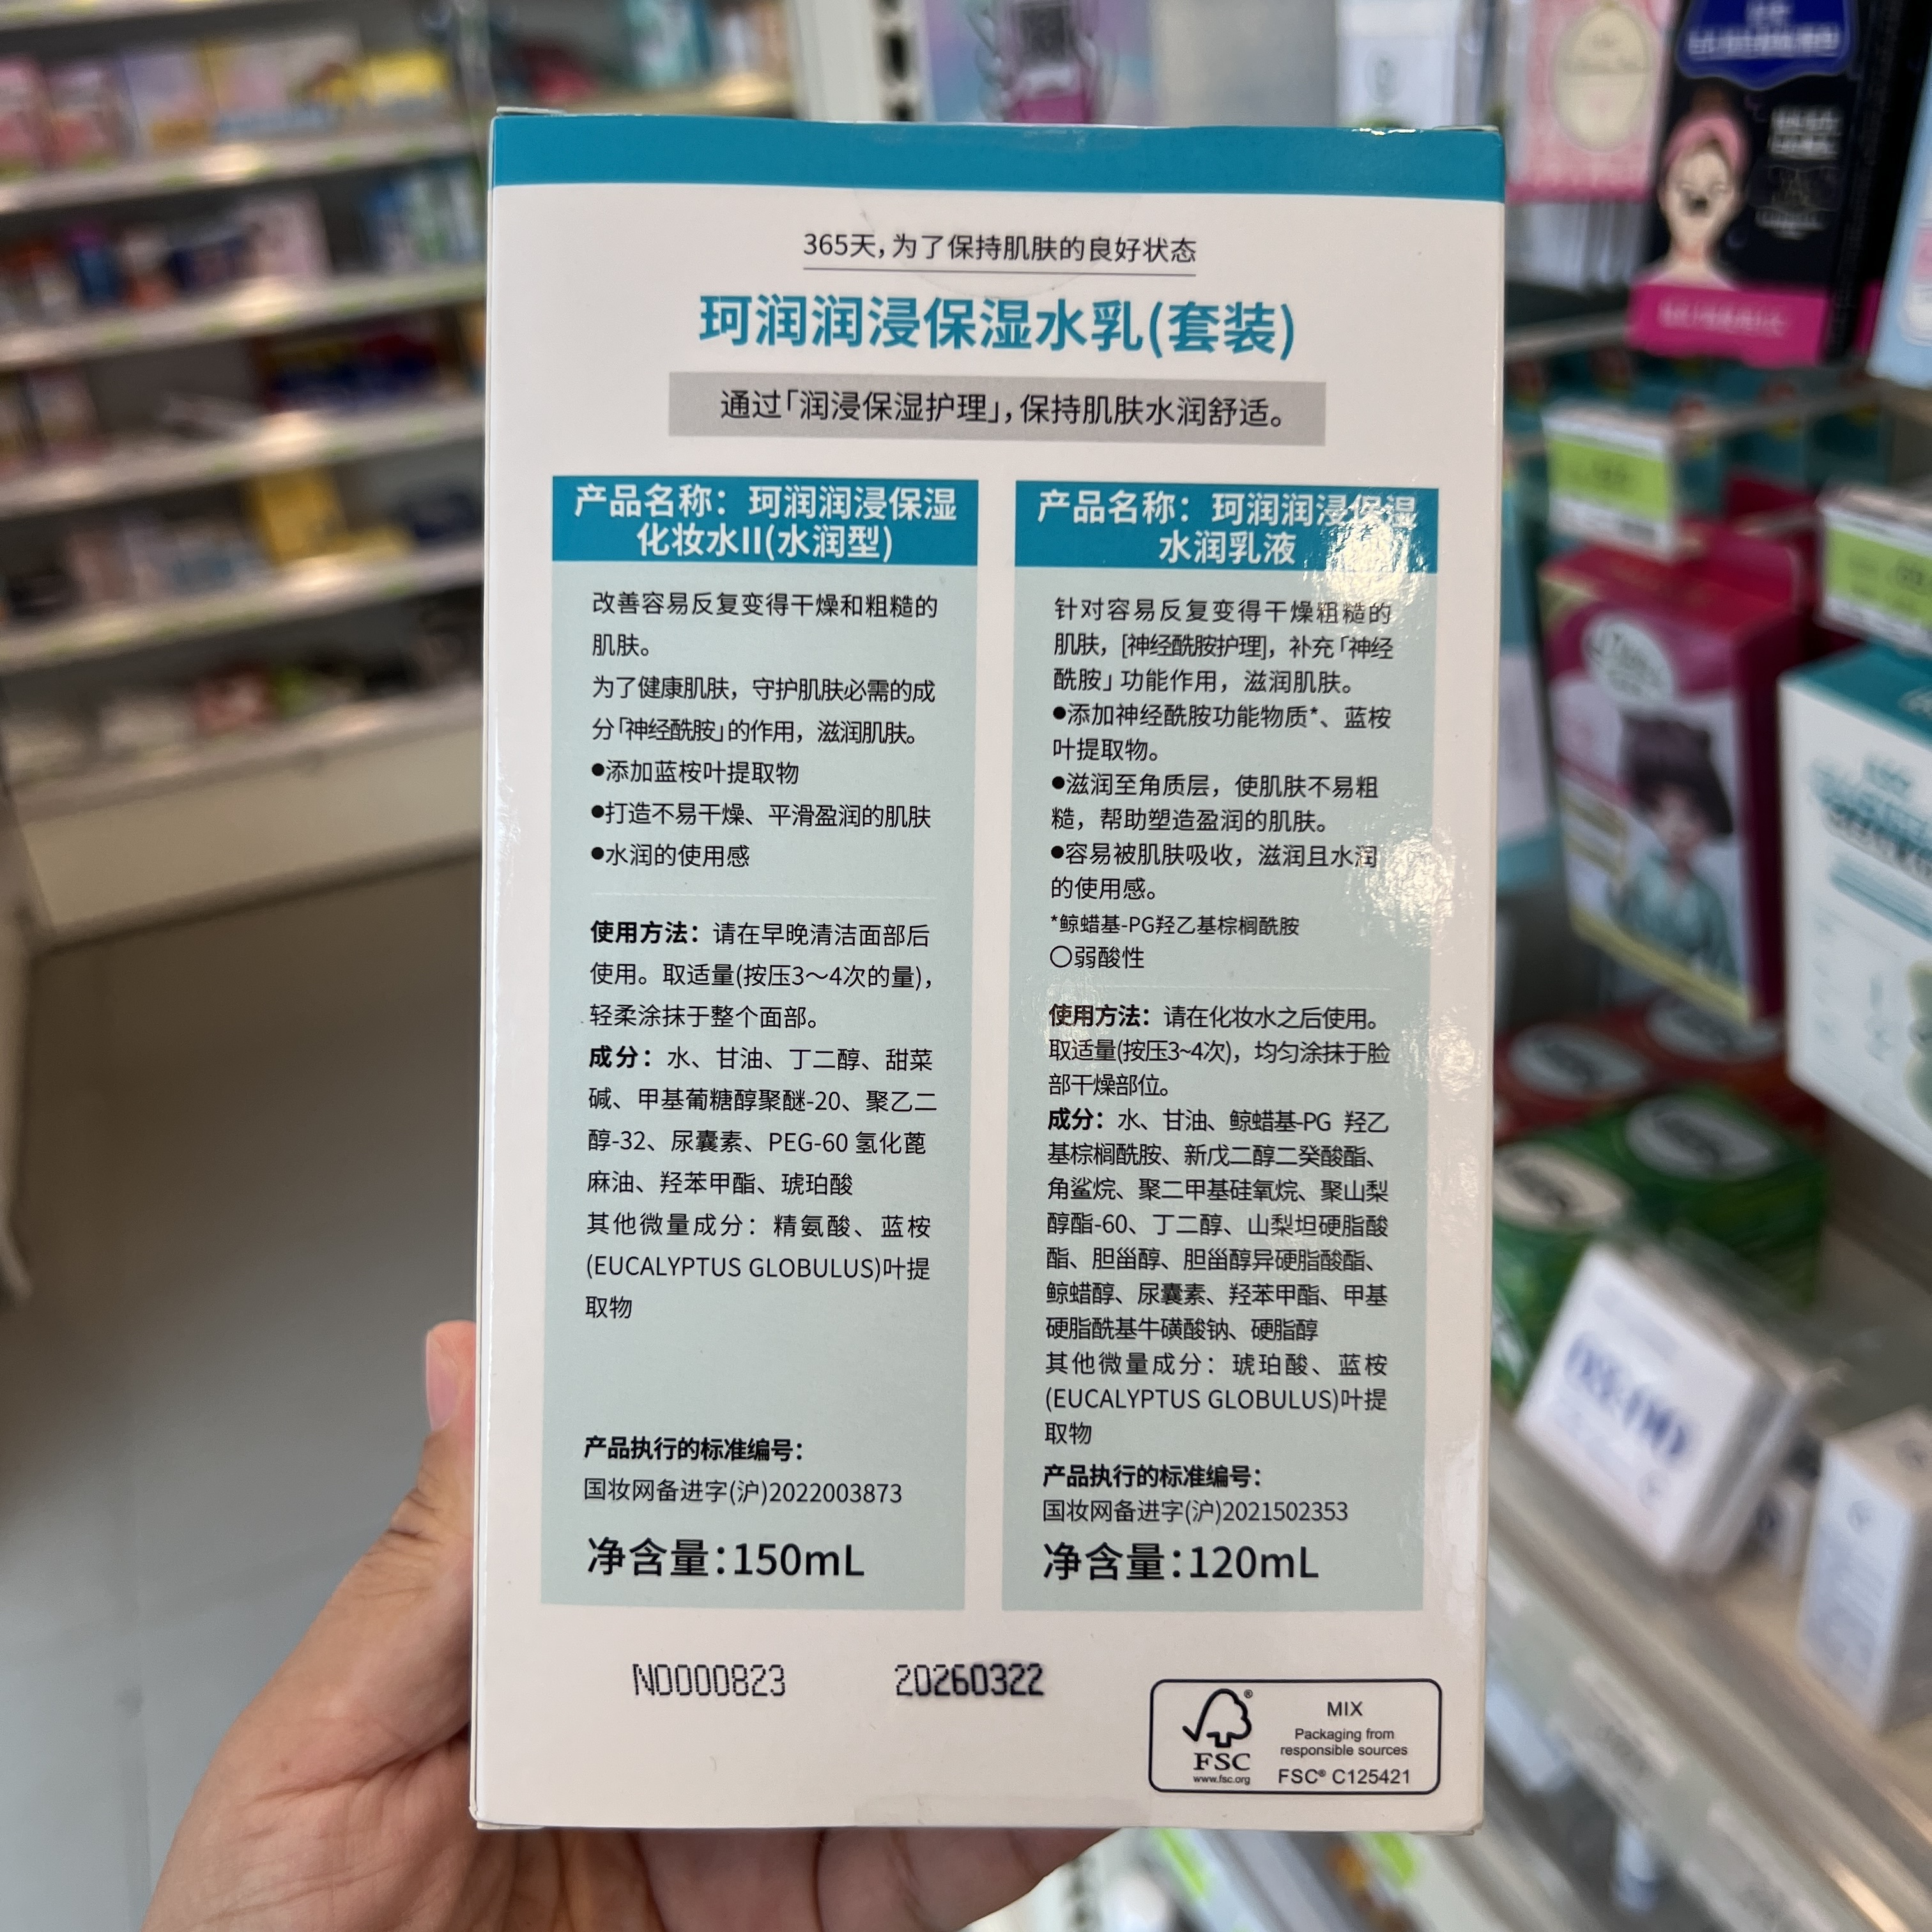 365天,为了保持肌肤的良好状态
珂润润浸保湿水乳(套装)
通过「润浸保湿护理」,保持肌肤水润舒适。
产品名称：珂润润浸保湿
化妆水II(水润型)
改善容易反复变得干燥和粗糙的
肌肤。
为了健康肌肤，守护肌肤必需的成
分「神经酰胺」的作用，滋润肌肤。
●添加蓝桉叶提取物
●打造不易干燥、平滑盈润的肌肤
●水润的使用感
使用方法：请在早晚清洁面部后
使用。取适量(按压3～4次的量)，
轻柔涂抹于整个面部。
成分：水、甘油、丁二醇、甜菜
碱、甲基葡糖醇聚醚-20、聚乙二
醇-32、尿囊素、PEG-60 氢化蓖
麻油、羟苯甲酯、琥珀酸
其他微量成分：精氨酸、蓝桉
(EUCALYPTUS GLOBULUS)叶提
取物
产品执行的标准编号：
国妆网备进字(沪)2022003873
净含量：150mL
产品名称：珂润润浸保湿
水润乳液
针对容易反复变得干燥粗糙的
肌肤，[神经酰胺护理]，补充「神经
酰胺」功能作用，滋润肌肤。
●添加神经酰胺功能物质*、蓝桉
叶提取物。
●滋润至角质层，使肌肤不易粗
糙，帮助塑造盈润的肌肤。
●容易被肌肤吸收，滋润且水润
的使用感。
*鲸蜡基-PG羟乙基棕榈酰胺
〇弱酸性
使用方法：请在化妆水之后使用。
取适量(按压3~4次)，均匀涂抹于脸
部干燥部位。
成分：水、甘油、鲸蜡基-PG 羟乙
基棕榈酰胺、新戊二醇二癸酸酯、
角鲨烷、聚二甲基硅氧烷、聚山梨
醇酯-60、丁二醇、山梨坦硬脂酸
酯、胆甾醇、胆甾醇异硬脂酸酯、
鲸蜡醇、尿囊素、羟苯甲酯、甲基
硬脂酰基牛磺酸钠、硬脂醇
其他微量成分：琥珀酸、蓝桉
(EUCALYPTUS GLOBULUS)叶提
取物
产品执行的标准编号：
国妆网备进字(沪)2021502353
净含量：120mL
N0000823
20260322
FSC
www.fsc.org
MIX
Packaging from
responsible sources
FSC® C125421